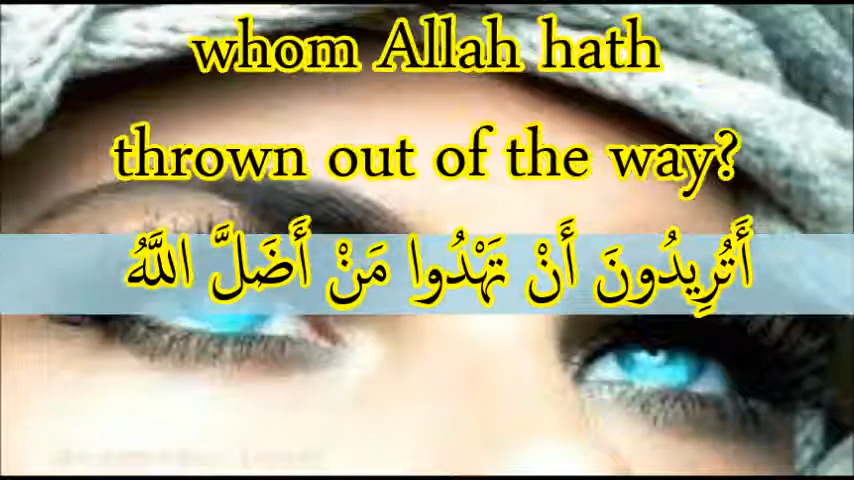 whom Allah hath
thrown out of the way?
أَتُرِيدُونَ أَنْ تَهْدُوا مَنْ أَضَلَّ اللَّهُ